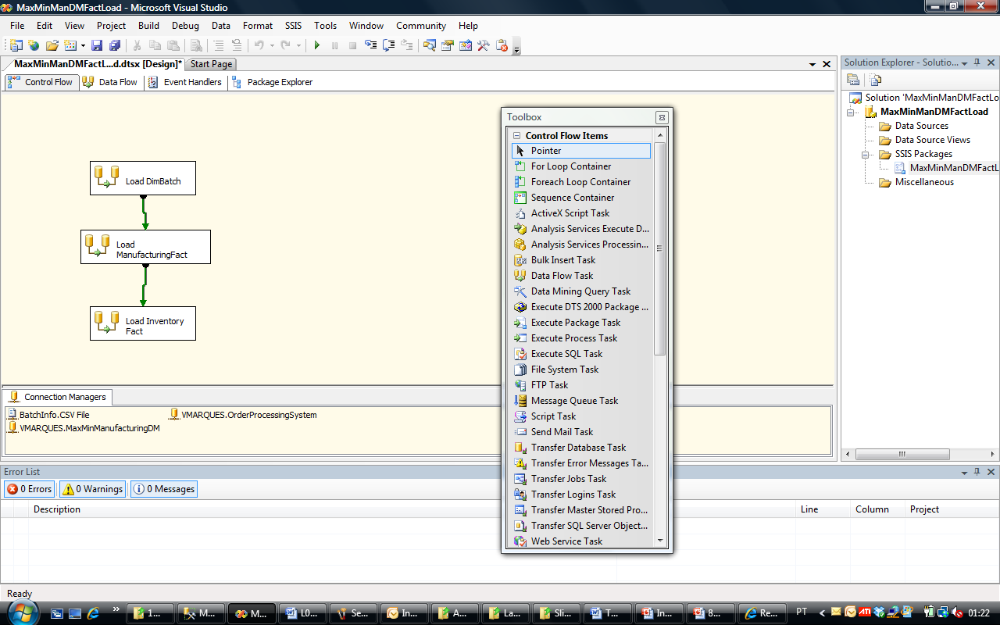 MaxMinManDMFactLoad - Microsoft Visual Studio
File Edit View Project Build Debug Data Format SSIS Tools Window Community Help
MaxMinManDMFactL...d.dtsx [Design]* Start Page
Control Flow Data Flow Event Handlers Package Explorer
Load DimBatch
Load
ManufacturingFact
Load Inventory
Fact
Connection Managers
BatchInfo.CSV File VMARQUES.OrderProcessingSystem
VMARQUES.MaxMinManufacturingDM
Toolbox
Control Flow Items
Pointer
For Loop Container
Foreach Loop Container
Sequence Container
ActiveX Script Task
Analysis Services Execute D...
Analysis Services Processin...
Bulk Insert Task
Data Flow Task
Data Mining Query Task
Execute DTS 2000 Package ...
Execute Package Task
Execute Process Task
Execute SQL Task
File System Task
FTP Task
Message Queue Task
Script Task
Send Mail Task
Transfer Database Task
Transfer Error Messages Ta...
Transfer Jobs Task
Transfer Logins Task
Transfer Master Stored Pro...
Transfer SQL Server Object...
Web Service Task
Solution Explorer - Solutio...
Solution 'MaxMinManDMFactLo
MaxMinManDMFactLoad
Data Sources
Data Source Views
SSIS Packages
MaxMinManDMFactL
Miscellaneous
Error List
0 Errors 0 Warnings 0 Messages
Description Line Column Project
Ready
1... M... M... L0... Se... In... A... La... Sli... T... In... 8... Re... PT ATI 01:22